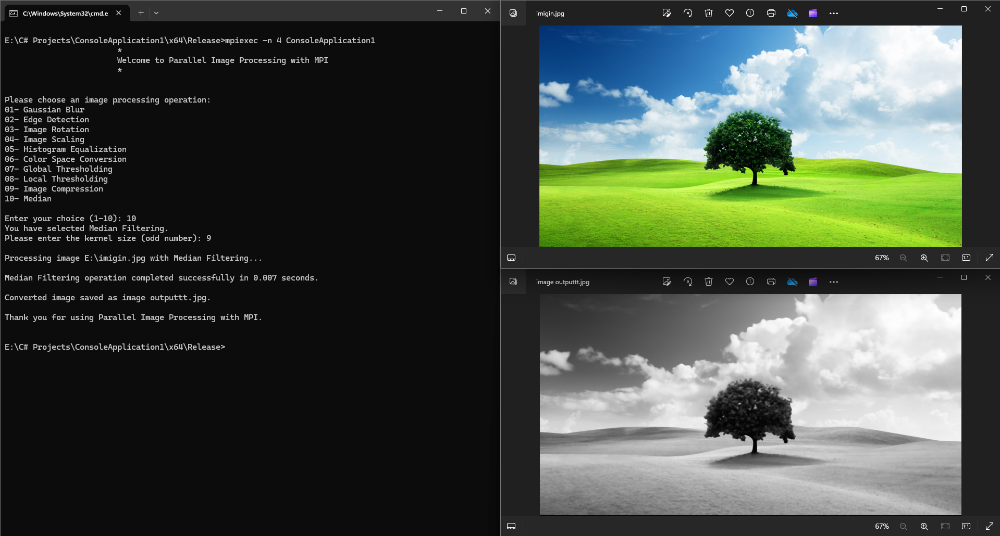 C:\Windows\System32\cmd.e
E:\C# Projects\ConsoleApplication1\x64\Release>mpiexec -n 4 ConsoleApplication1
*
Welcome to Parallel Image Processing with MPI
*
Please choose an image processing operation:
01- Gaussian Blur
02- Edge Detection
03- Image Rotation
04- Image Scaling
05- Histogram Equalization
06- Color Space Conversion
07- Global Thresholding
08- Local Thresholding
09- Image Compression
10- Median
Enter your choice (1-10): 10
You have selected Median Filtering.
Please enter the kernel size (odd number): 9
Processing image E:\imigin.jpg with Median Filtering...
Median Filtering operation completed successfully in 0.007 seconds.
Converted image saved as image outputtt.jpg.
Thank you for using Parallel Image Processing with MPI.
E:\C# Projects\ConsoleApplication1\x64\Release>
imigin.jpg
67%
1:1
image outputtt.jpg
67%
1:1